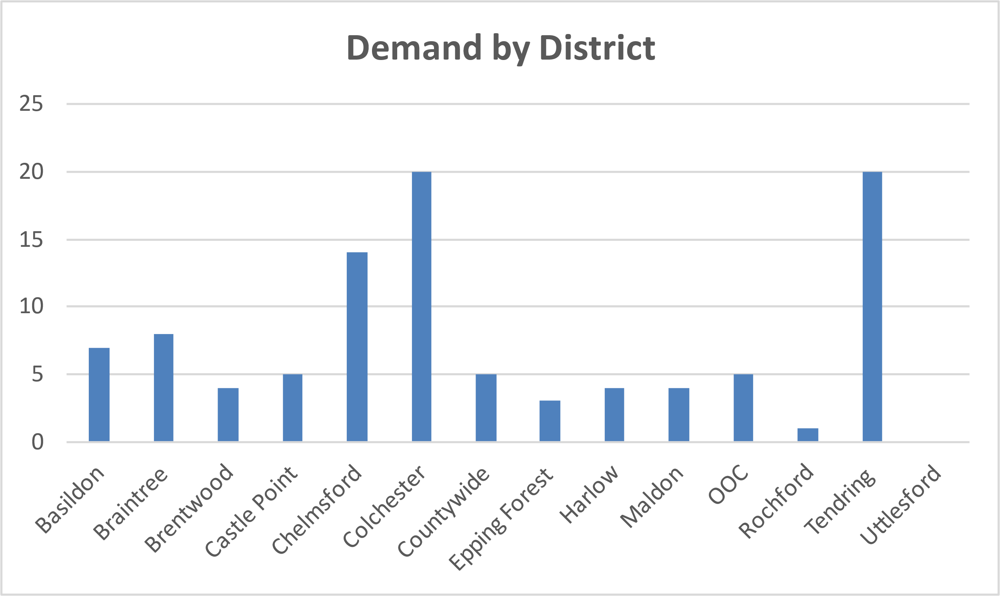 Demand by District
25
20
15
10
5
0
Basildon
Braintree
Brentwood
Castle Point
Chelmsford
Colchester
Countywide
Epping Forest
Harlow
Maldon
OOC
Rochford
Tendring
Uttlesford